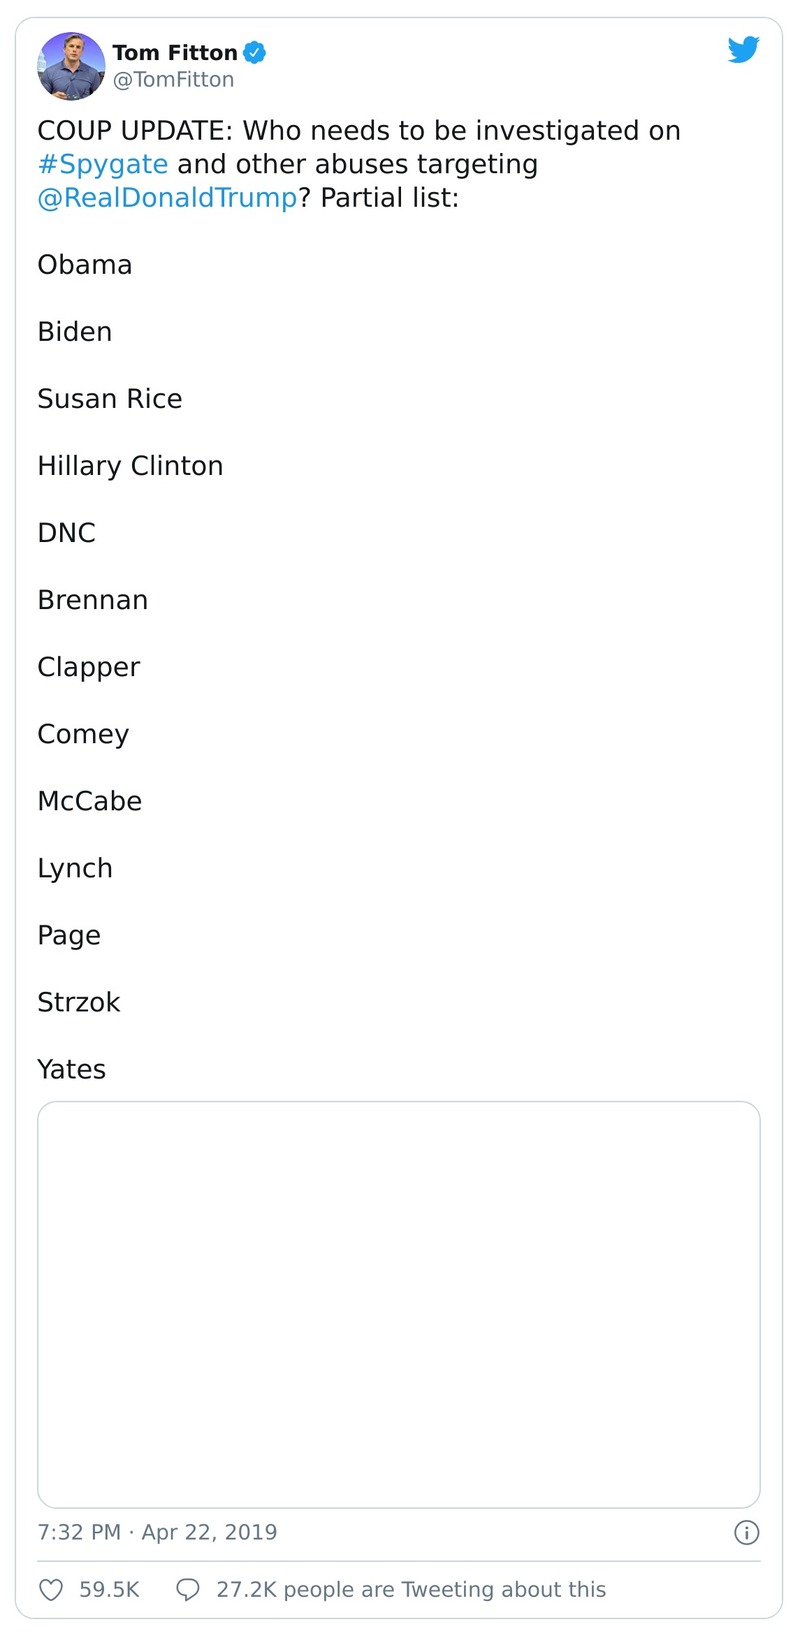 Tom Fitton
@TomFitton
COUP UPDATE: Who needs to be investigated on
#Spygate and other abuses targeting
@RealDonaldTrump? Partial list:
Obama
Biden
Susan Rice
Hillary Clinton
DNC
Brennan
Clapper
Comey
McCabe
Lynch
Page
Strzok
Yates
7:32 PM · Apr 22, 2019
59.5K 27.2K people are Tweeting about this